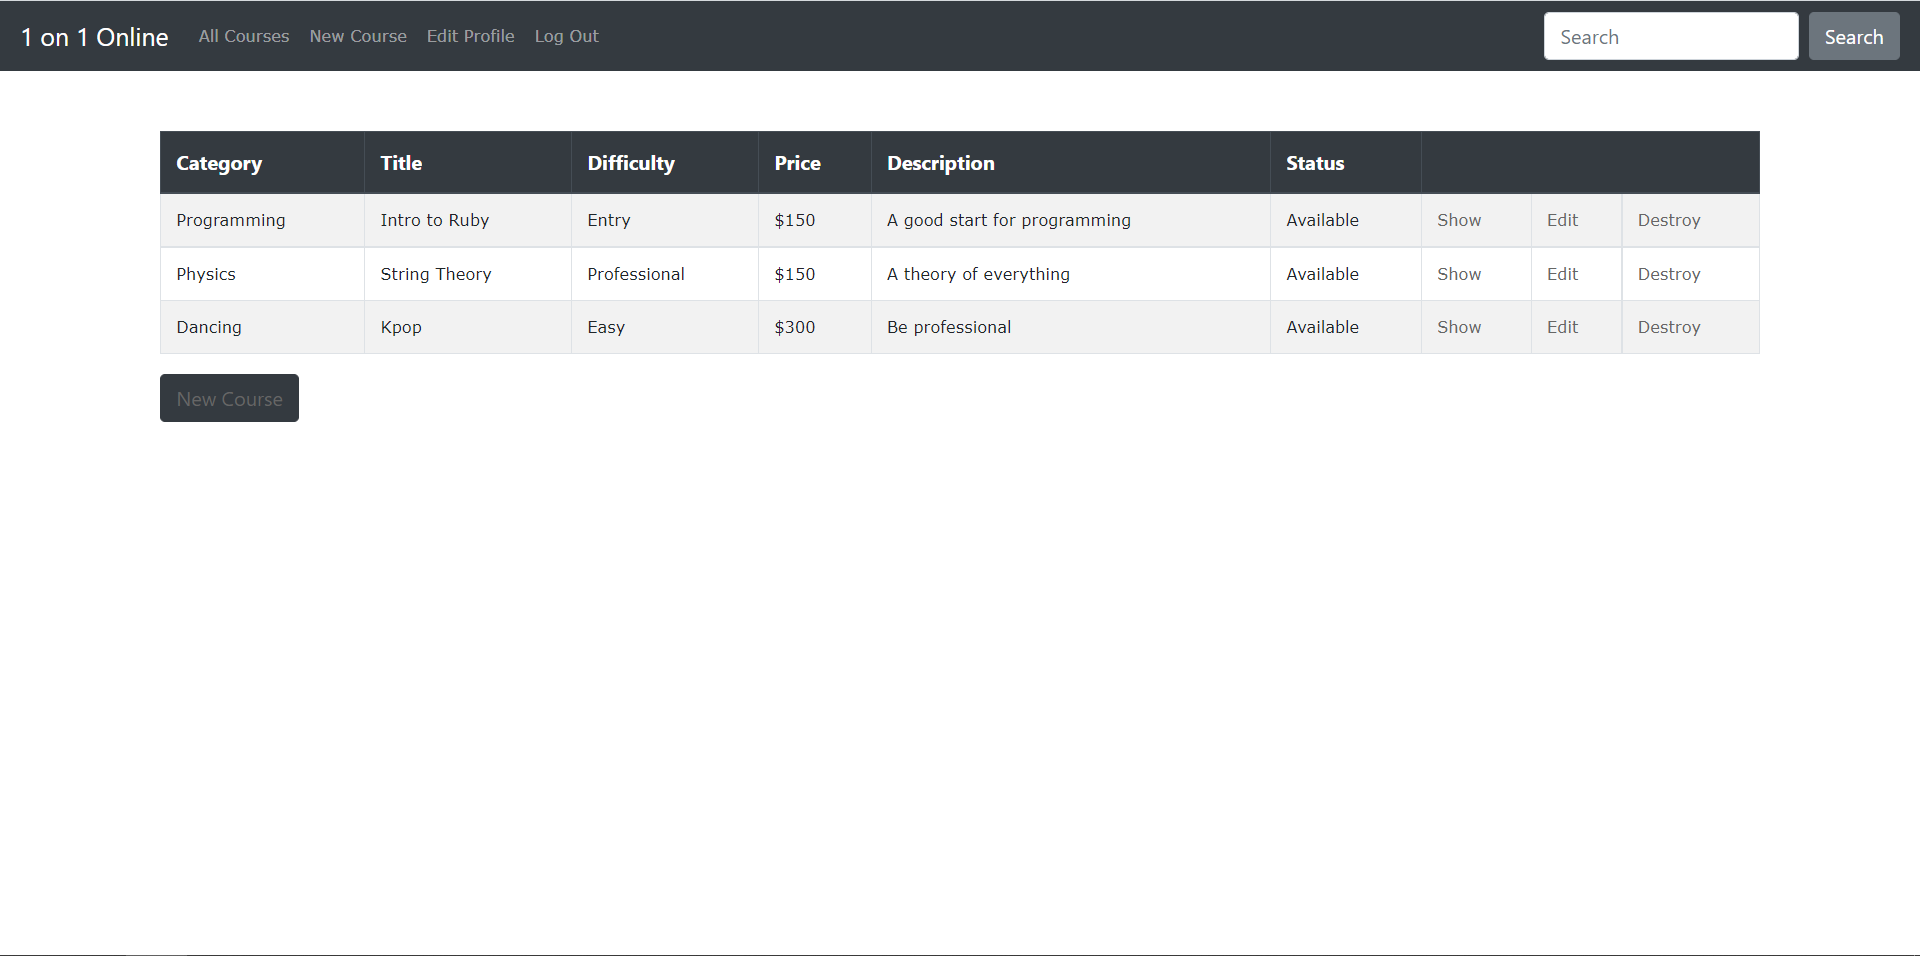 1 on 1 Online All Courses New Course Edit Profile Log Out Search Search
Category Title Difficulty Price Description Status
Programming Intro to Ruby Entry $150 A good start for programming Available Show Edit Destroy
Physics String Theory Professional $150 A theory of everything Available Show Edit Destroy
Dancing Kpop Easy $300 Be professional Available Show Edit Destroy
New Course